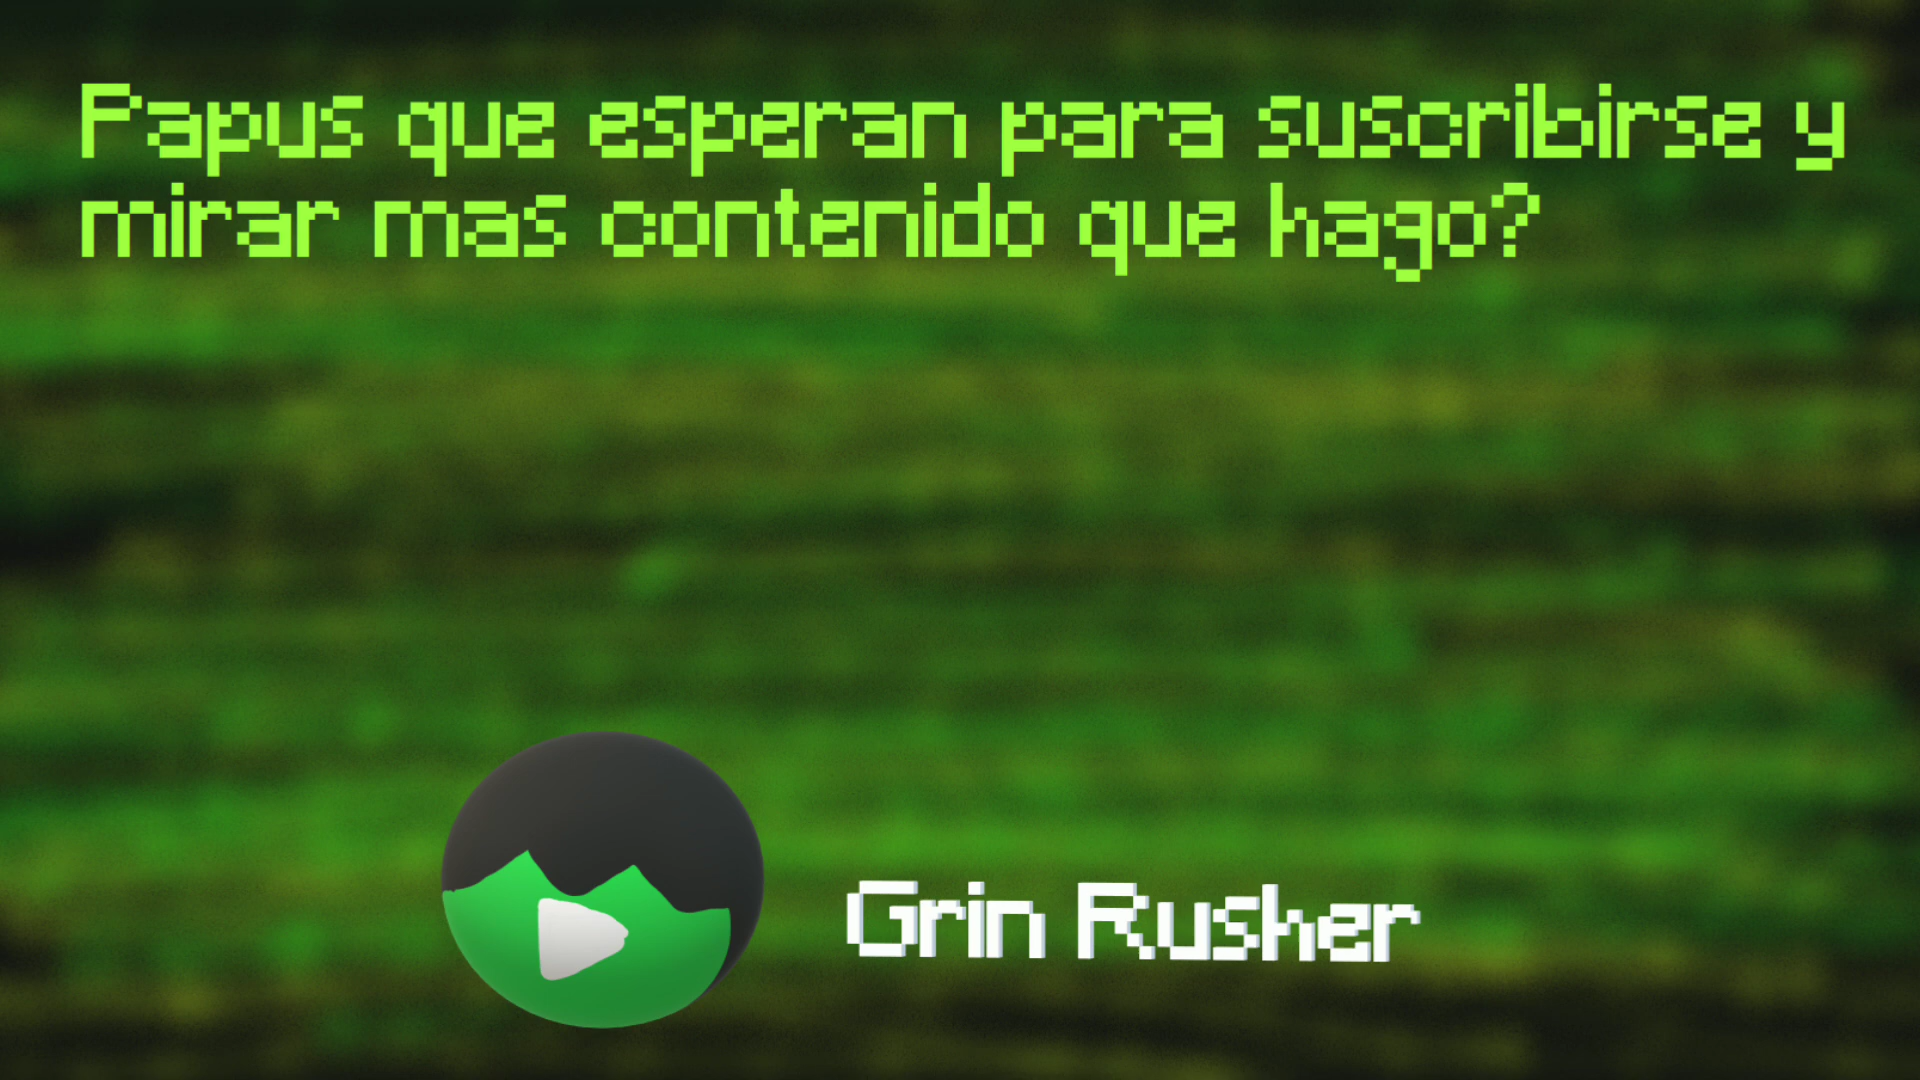 Papus que esperan para suscribirse y
mirar mas contenido que hago?
Grin Rusher